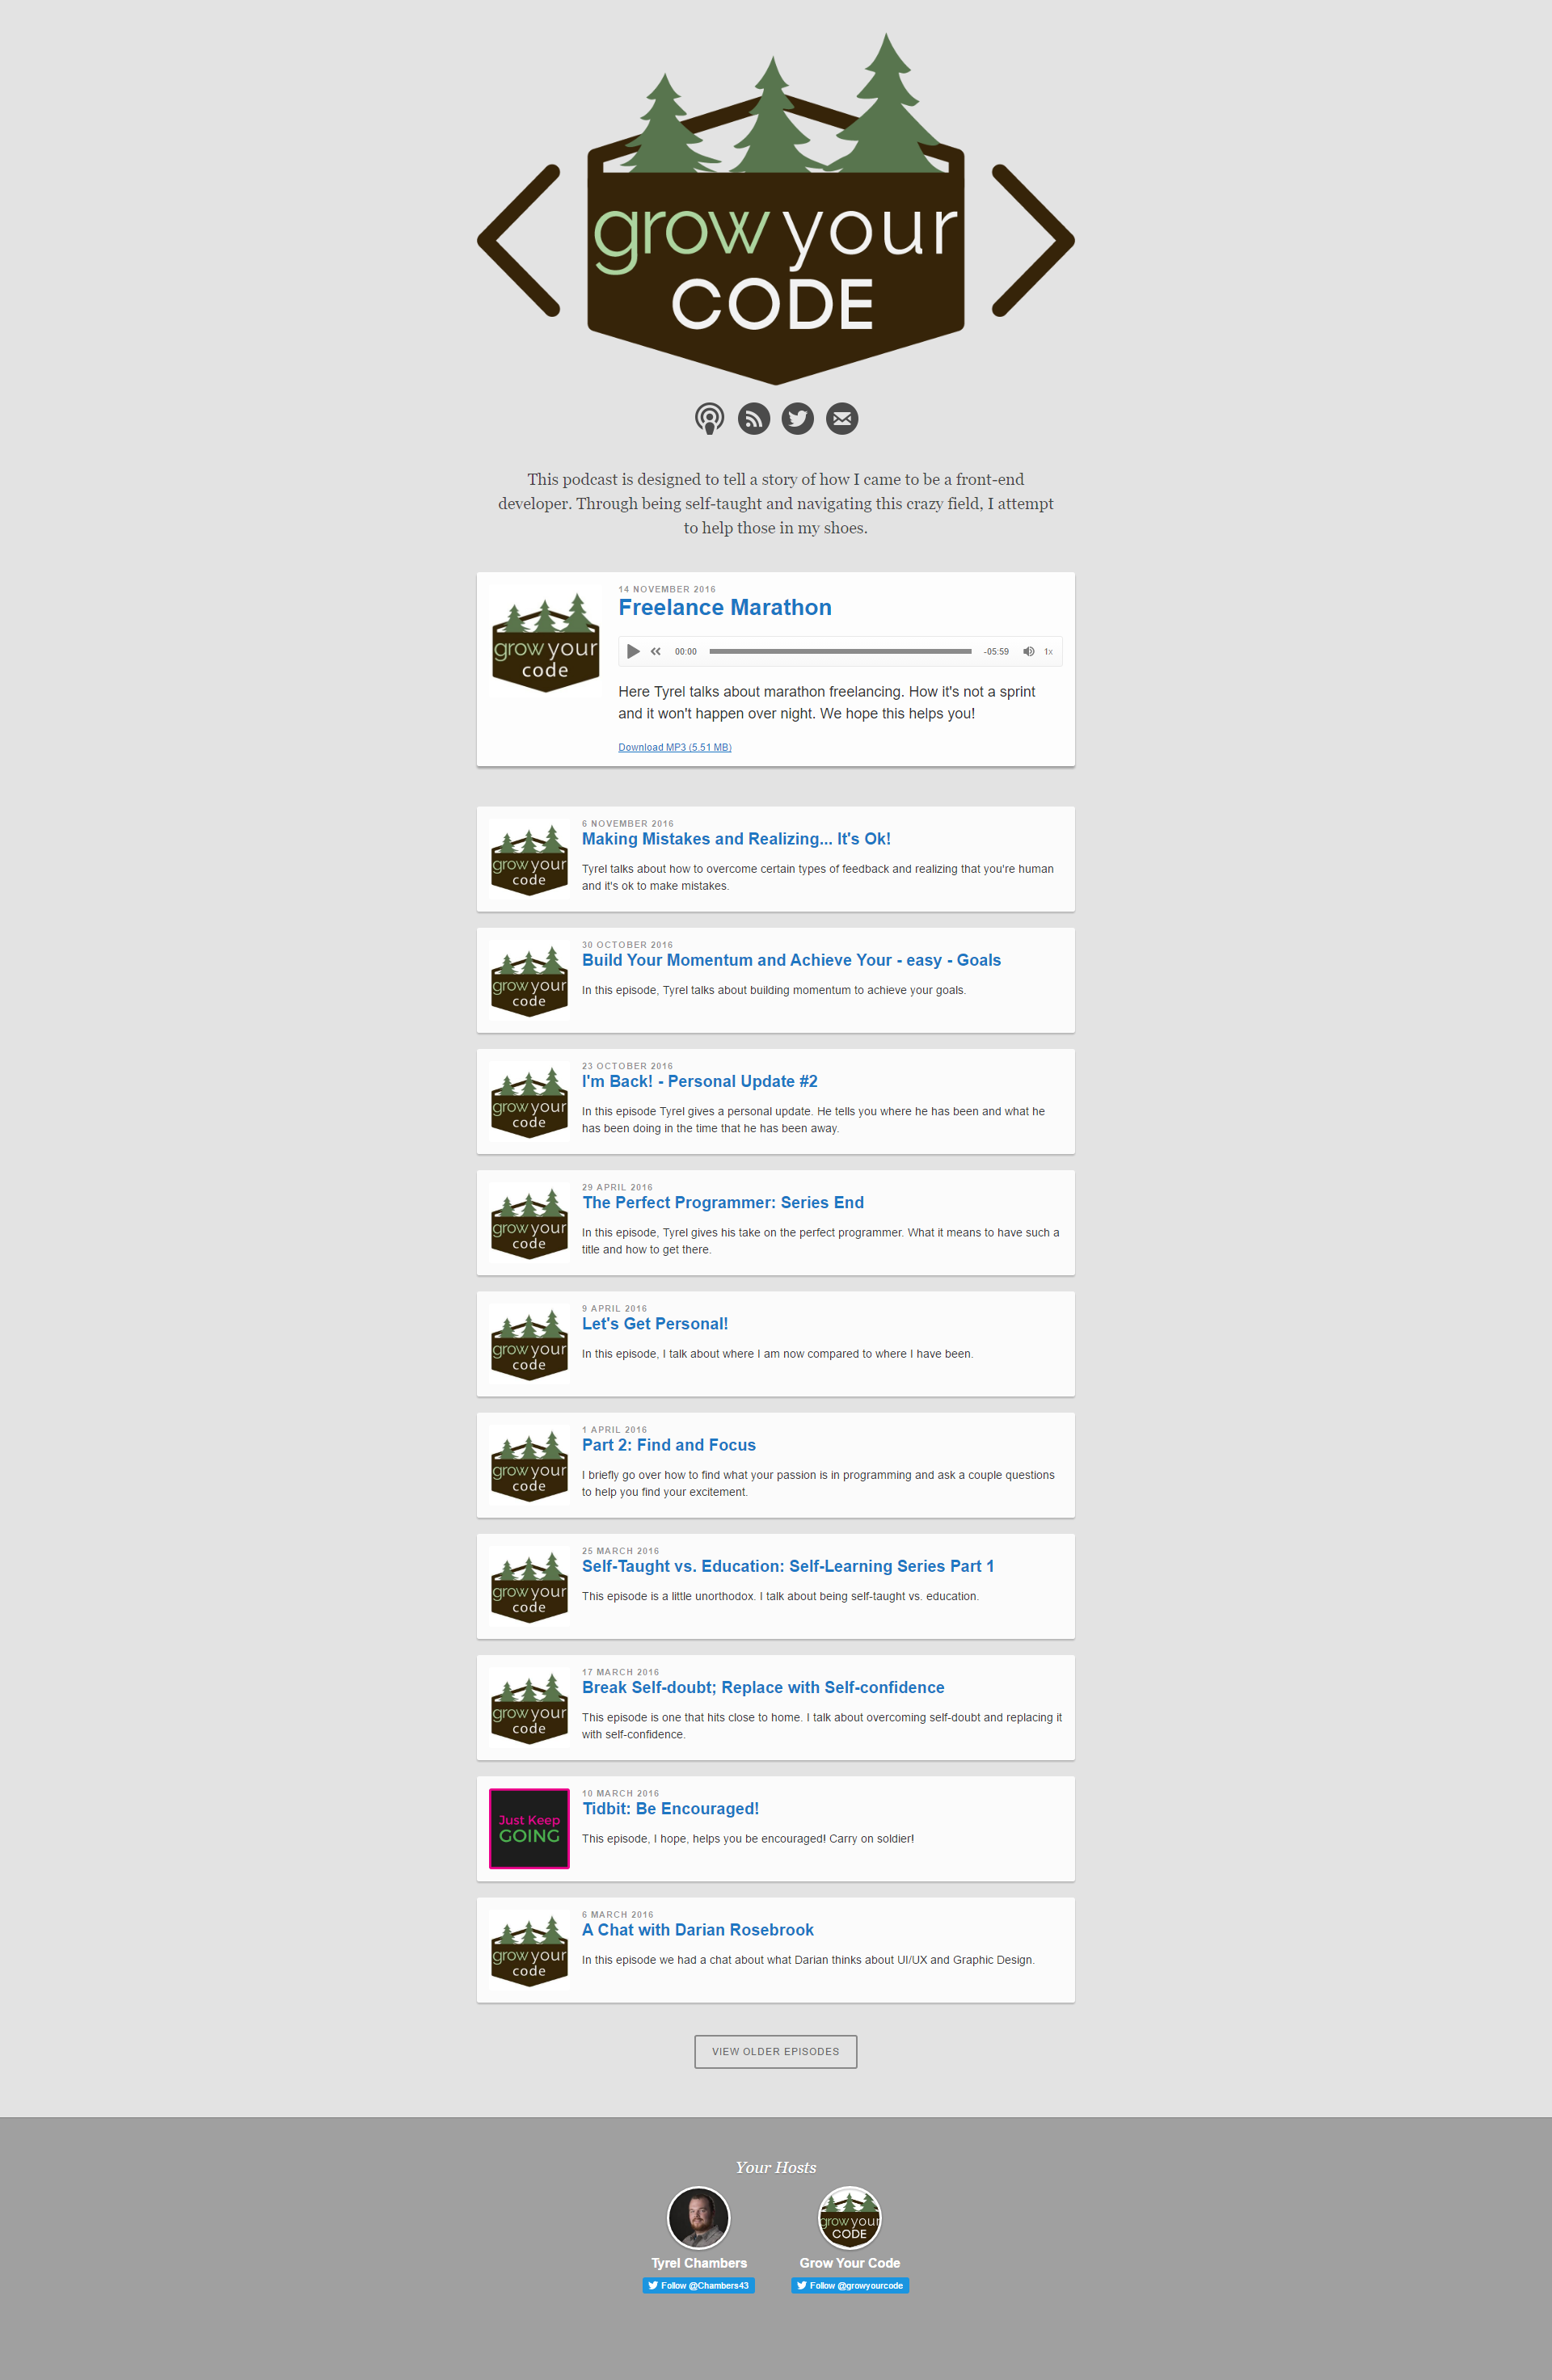 grow your
CODE
This podcast is designed to tell a story of how I came to be a front-end
developer. Through being self-taught and navigating this crazy field, I attempt
to help those in my shoes.
grow your
code
14 NOVEMBER 2016
Freelance Marathon
00:00
-05:59
1x
Here Tyrel talks about marathon freelancing. How it's not a sprint
and it won't happen over night. We hope this helps you!
Download MP3 (5.51 MB)
grow your
code
6 NOVEMBER 2016
Making Mistakes and Realizing... It's Ok!
Tyrel talks about how to overcome certain types of feedback and realizing that you're human
and it's ok to make mistakes.
grow your
code
30 OCTOBER 2016
Build Your Momentum and Achieve Your - easy - Goals
In this episode, Tyrel talks about building momentum to achieve your goals.
grow your
code
23 OCTOBER 2016
I'm Back! - Personal Update #2
In this episode Tyrel gives a personal update. He tells you where he has been and what he
has been doing in the time that he has been away.
grow your
code
29 APRIL 2016
The Perfect Programmer: Series End
In this episode, Tyrel gives his take on the perfect programmer. What it means to have such a
title and how to get there.
grow your
code
9 APRIL 2016
Let's Get Personal!
In this episode, I talk about where I am now compared to where I have been.
grow your
code
1 APRIL 2016
Part 2: Find and Focus
I briefly go over how to find what your passion is in programming and ask a couple questions
to help you find your excitement.
grow your
code
25 MARCH 2016
Self-Taught vs. Education: Self-Learning Series Part 1
This episode is a little unorthodox. I talk about being self-taught vs. education.
grow your
code
17 MARCH 2016
Break Self-doubt; Replace with Self-confidence
This episode is one that hits close to home. I talk about overcoming self-doubt and replacing it
with self-confidence.
Just Keep
GOING
10 MARCH 2016
Tidbit: Be Encouraged!
This episode, I hope, helps you be encouraged! Carry on soldier!
grow your
code
6 MARCH 2016
A Chat with Darian Rosebrook
In this episode we had a chat about what Darian thinks about UI/UX and Graphic Design.
VIEW OLDER EPISODES
Your Hosts
grow your
CODE
Tyrel Chambers
Grow Your Code
Follow @Chambers43
Follow @growyourcode